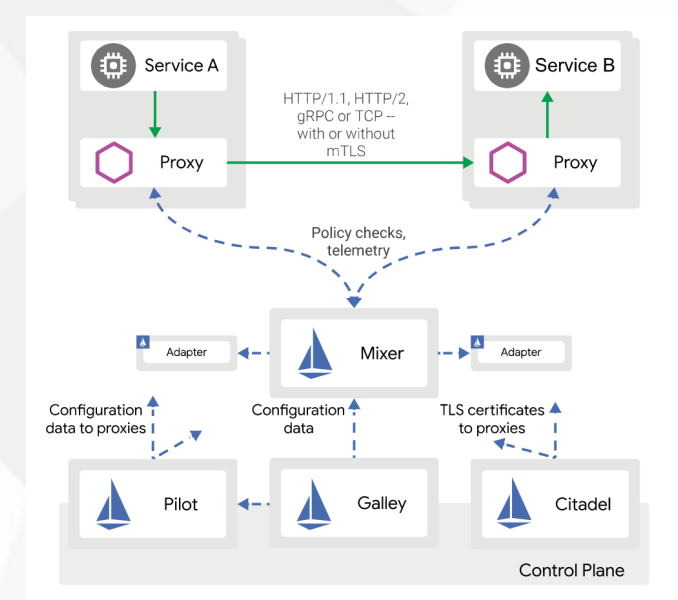 Service A
Service B
HTTP/1.1, HTTP/2,
gRPC or TCP --
with or without
mTLS
Proxy
Proxy
Policy checks,
telemetry
Adapter
Mixer
Adapter
Configuration
data to proxies
Configuration
data
TLS certificates
to proxies
Pilot
Galley
Citadel
Control Plane